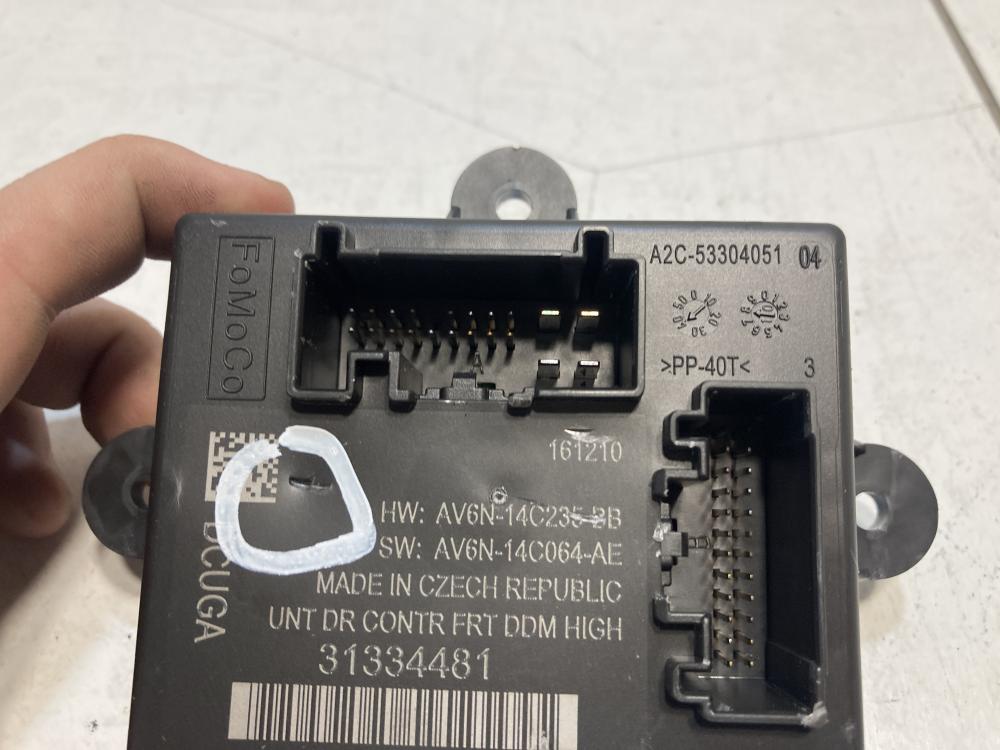 FoMoCo
A2C-53304051 04
>PP-40T<
3
161210
HW: AV6N-14C235-BB
SW: AV6N-14C064-AE
MADE IN CZECH REPUBLIC
UNT DR CONTR FRT DDM HIGH
31334481
DCUGA
A